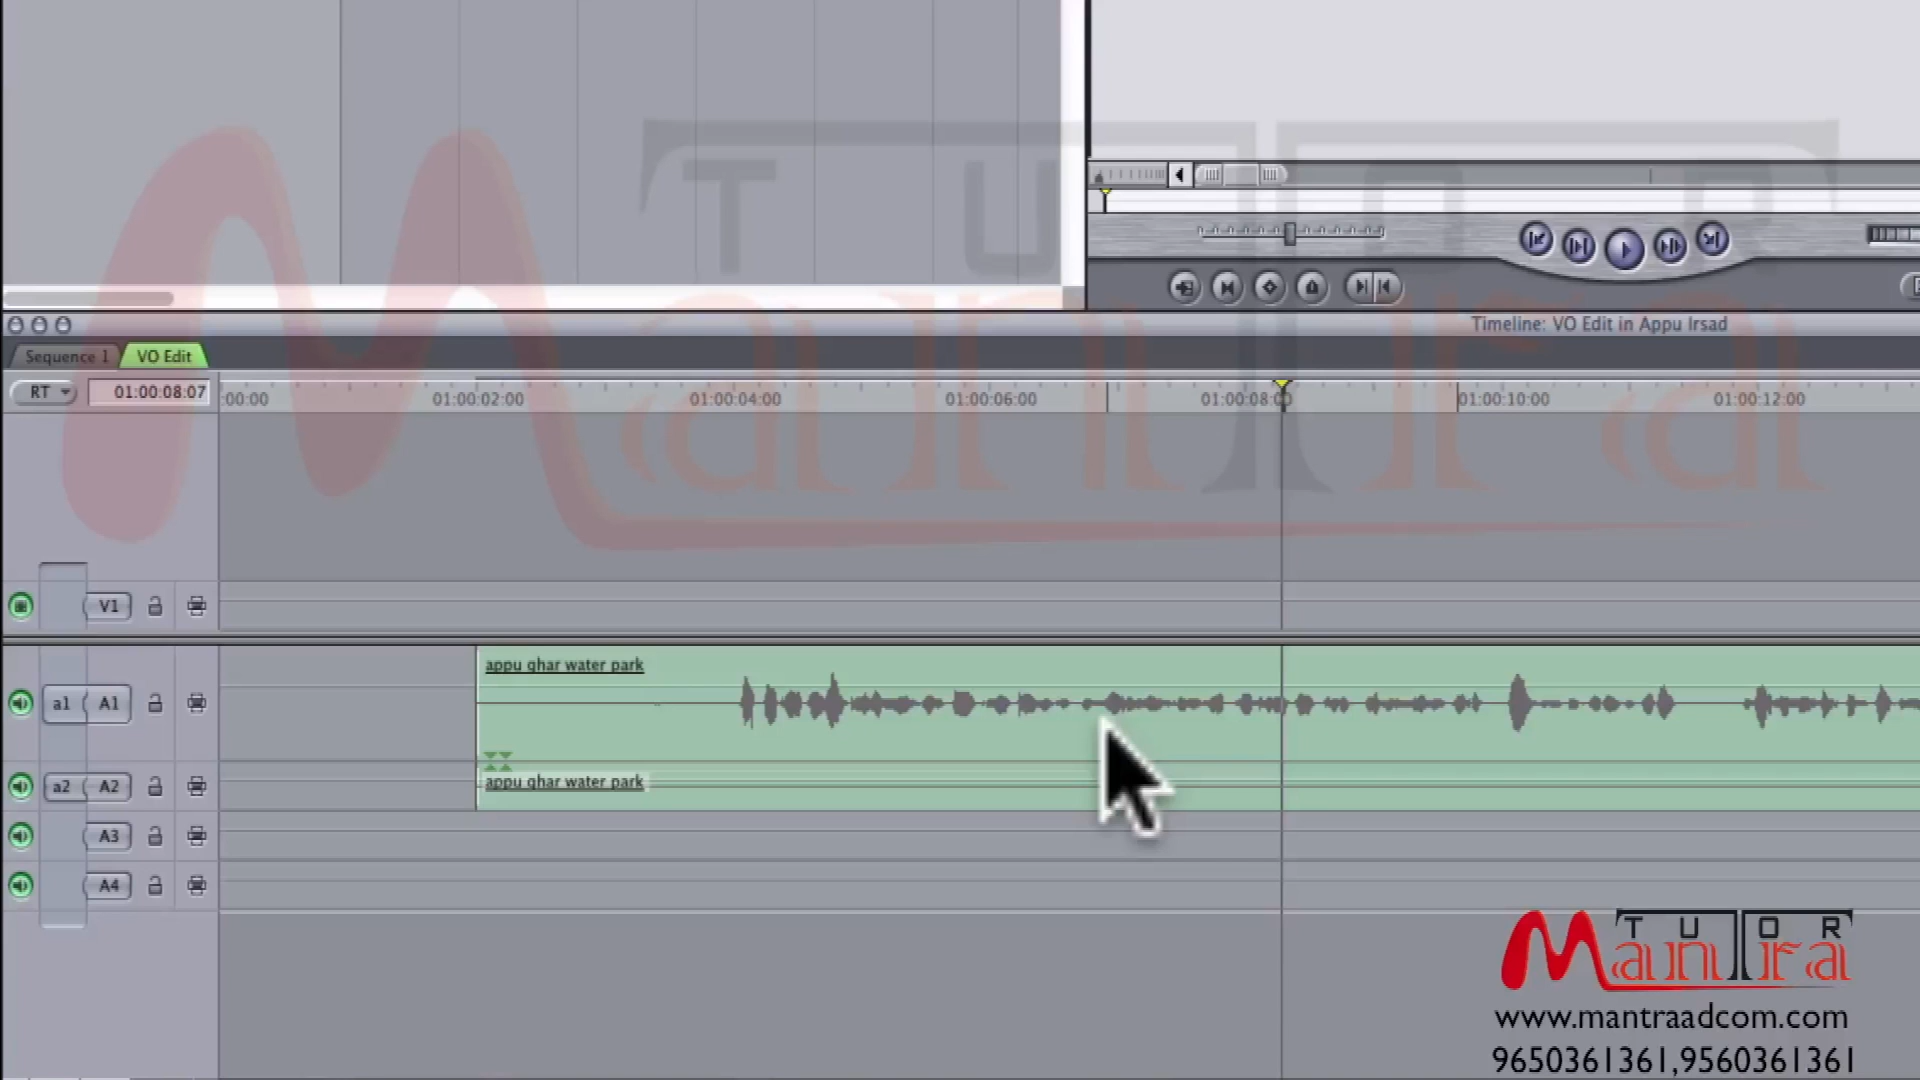 TUTOR
Mantra
Timeline: VO Edit in Appu Irsad
Sequence 1
VO Edit
RT
01:00:08:07
:00:00
01:00:02:00
01:00:04:00
01:00:06:00
01:00:08:00
01:00:10:00
01:00:12:00
V1
appu ghar water park
a1 A1
appu ghar water park
a2 A2
A3
A4
TUTOR
Mantra
www.mantraadcom.com
9650361361,9560361361